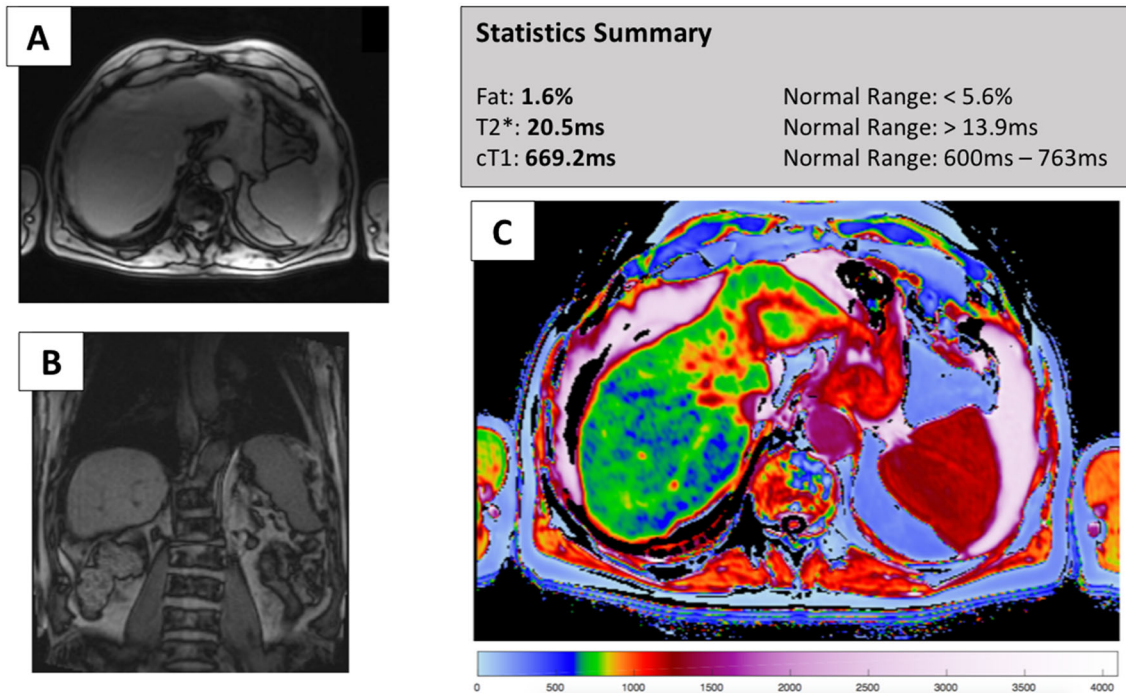 A
Statistics Summary
Fat: 1.6% Normal Range: < 5.6%
T2*: 20.5ms Normal Range: > 13.9ms
cT1: 669.2ms Normal Range: 600ms – 763ms
B
C
0 500 1000 1500 2000 2500 3000 3500 4000